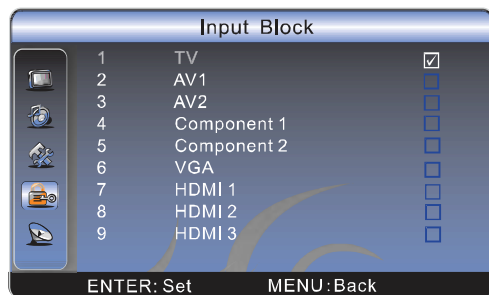 Input Block
1 TV
2 AV1
3 AV2
4 Component 1
5 Component 2
6 VGA
7 HDMI 1
8 HDMI 2
9 HDMI 3
ENTER: Set MENU: Back